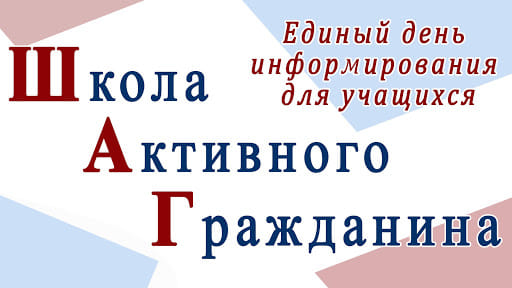 Единый день
информирования
для учащихся
Школа
Активного
Гражданина